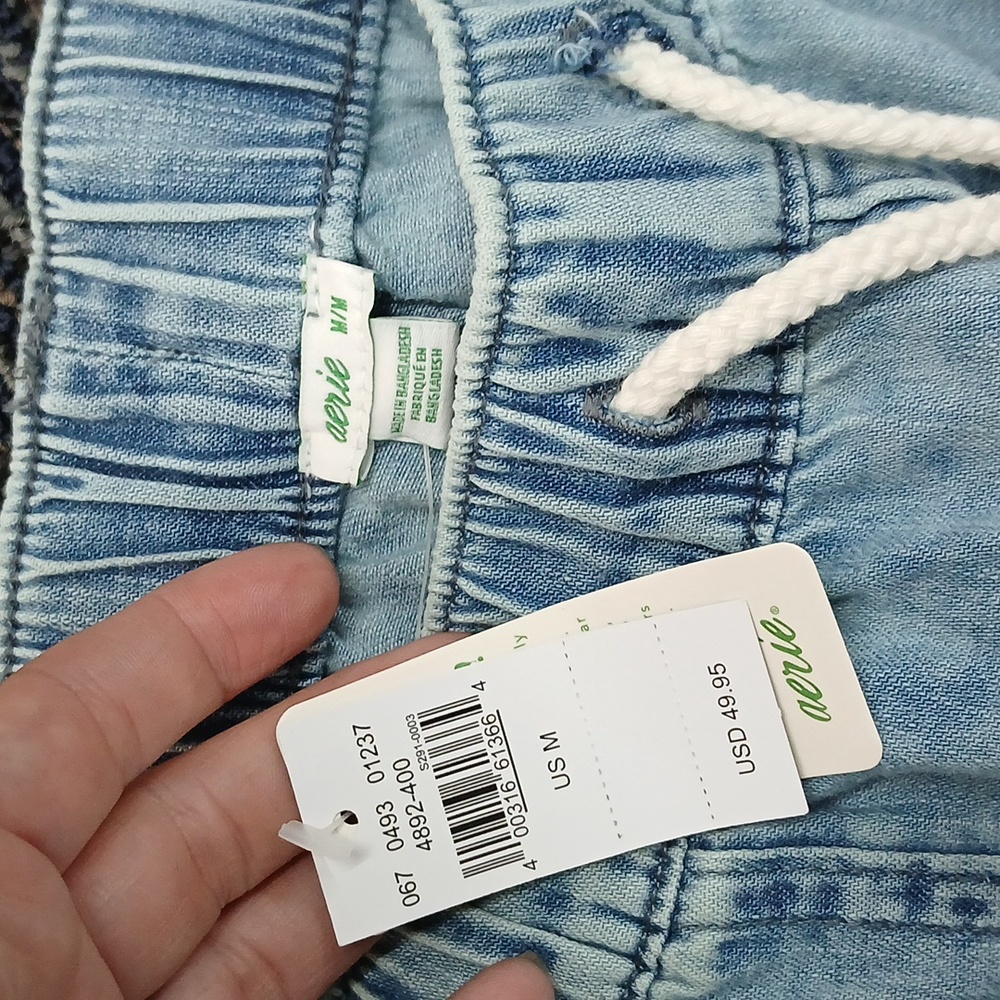 aerie M/M
MADE IN BANGLADESH
FABRIQUÉ EN
BANGLADESH
067 0493 01237
4892-400
S291-0003
4 00316 61366 4
US M
USD 49.95
aerie®